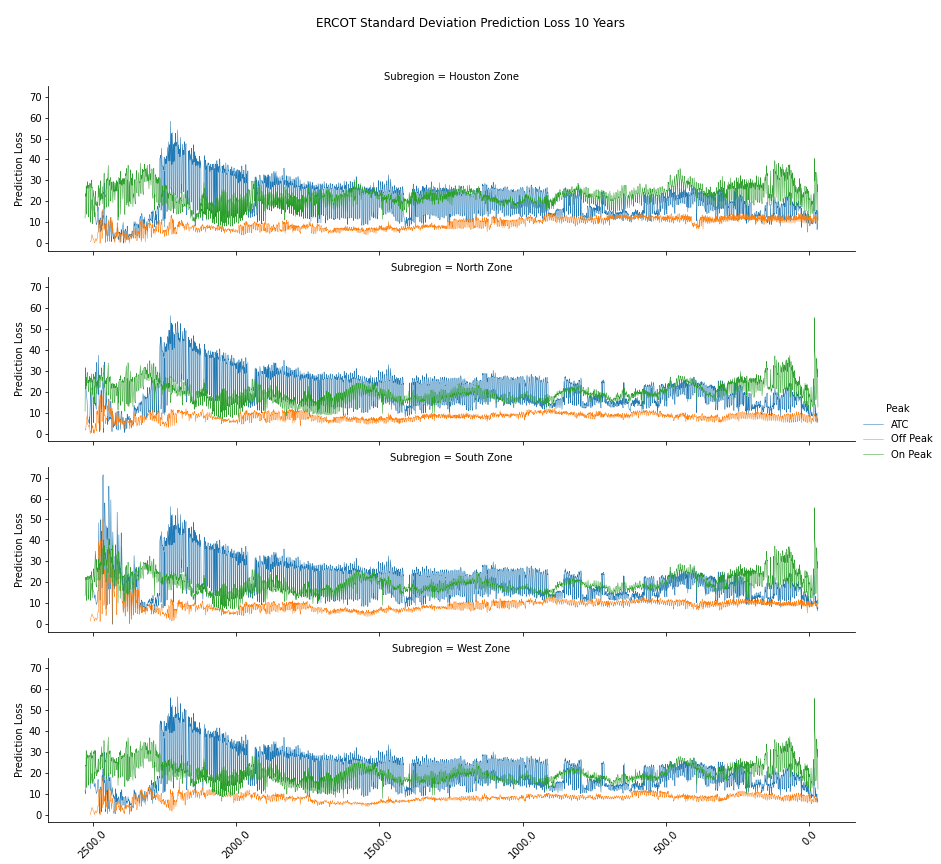 ERCOT Standard Deviation Prediction Loss 10 Years
Subregion = Houston Zone
70
60
50
40
30
20
10
0
Prediction Loss
Subregion = North Zone
70
60
50
40
30
20
10
0
Prediction Loss
Peak
ATC
Off Peak
On Peak
Subregion = South Zone
70
60
50
40
30
20
10
0
Prediction Loss
Subregion = West Zone
70
60
50
40
30
20
10
0
Prediction Loss
2500.0
2000.0
1500.0
1000.0
500.0
0.0